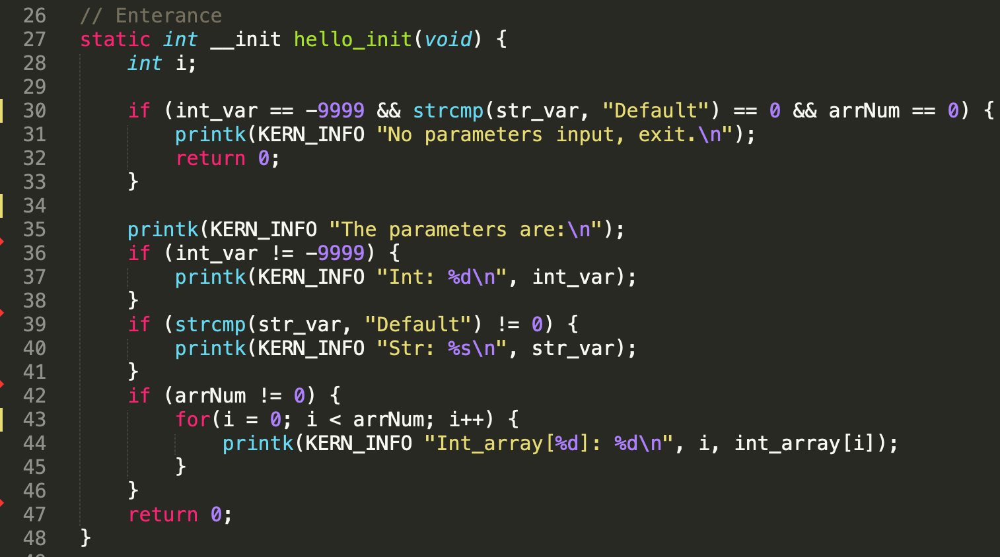 26 // Enterance
27 static int __init hello_init(void) {
28 int i;
29
30 if (int_var == -9999 && strcmp(str_var, "Default") == 0 && arrNum == 0) {
31 printk(KERN_INFO "No parameters input, exit.\n");
32 return 0;
33 }
34
35 printk(KERN_INFO "The parameters are:\n");
36 if (int_var != -9999) {
37 printk(KERN_INFO "Int: %d\n", int_var);
38 }
39 if (strcmp(str_var, "Default") != 0) {
40 printk(KERN_INFO "Str: %s\n", str_var);
41 }
42 if (arrNum != 0) {
43 for(i = 0; i < arrNum; i++) {
44 printk(KERN_INFO "Int_array[%d]: %d\n", i, int_array[i]);
45 }
46 }
47 return 0;
48 }